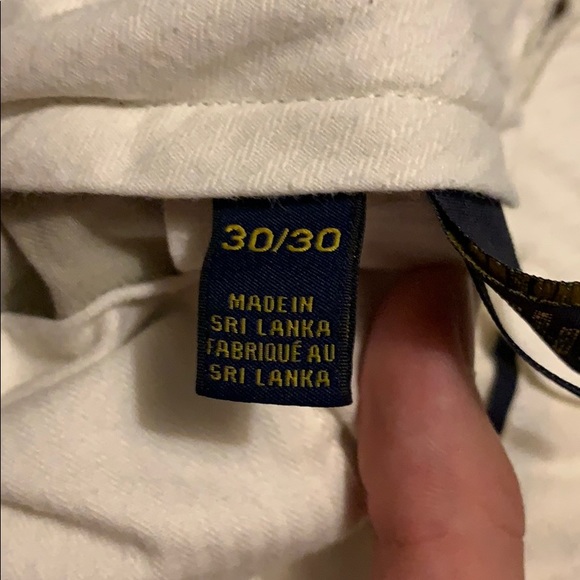 30/30
MADE IN
SRI LANKA
FABRIQUÉ AU
SRI LANKA